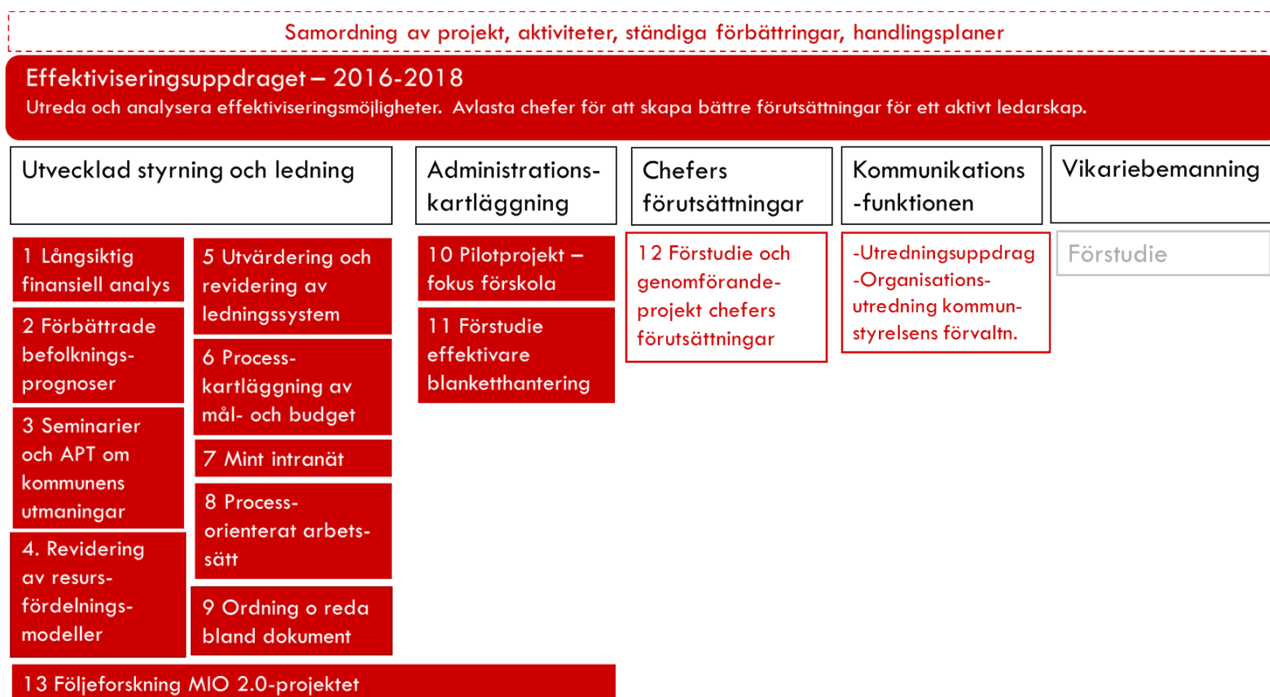 Samordning av projekt, aktiviteter, ständiga förbättringar, handlingsplaner
Effektiviseringsuppdraget – 2016-2018
Utreda och analysera effektiviseringsmöjligheter. Avlasta chefer för att skapa bättre förutsättningar för ett aktivt ledarskap.
Utvecklad styrning och ledning
1 Långsiktig
finansiell analys
2 Förbättrade
befolknings-
prognoser
3 Seminarier
och APT om
kommunens
utmaningar
4. Revidering
av resurs-
fördelnings-
modeller
5 Utvärdering och
revidering av
ledningssystem
6 Process-
kartläggning av
mål- och budget
7 Mint intranät
8 Process-
orienterat arbets-
sätt
9 Ordning o reda
bland dokument
Administrations-
kartläggning
10 Pilotprojekt –
fokus förskola
11 Förstudie
effektivare
blanketthantering
Chefers
förutsättningar
12 Förstudie och
genomförande-
projekt chefers
förutsättningar
Kommunikations
-funktionen
-Utredningsuppdrag
-Organisations-
utredning kommun-
styrelsens förvaltn.
Vikariebemanning
Förstudie
13 Följeforskning MIO 2.0-projektet